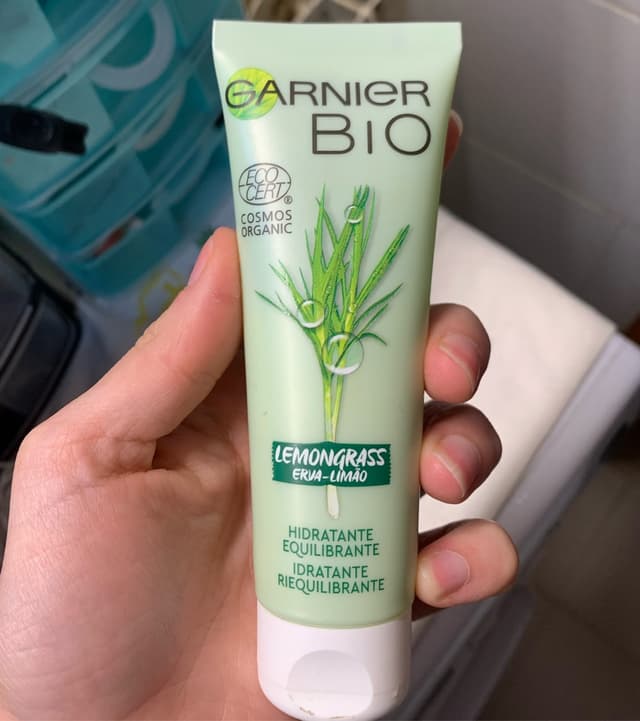 GARNIER
BIO
ECO
CERT®
COSMOS
ORGANIC
LEMONGRASS
ERVA-LIMÃO
HIDRATANTE
EQUILIBRANTE
IDRATANTE
RIEQUILIBRANTE